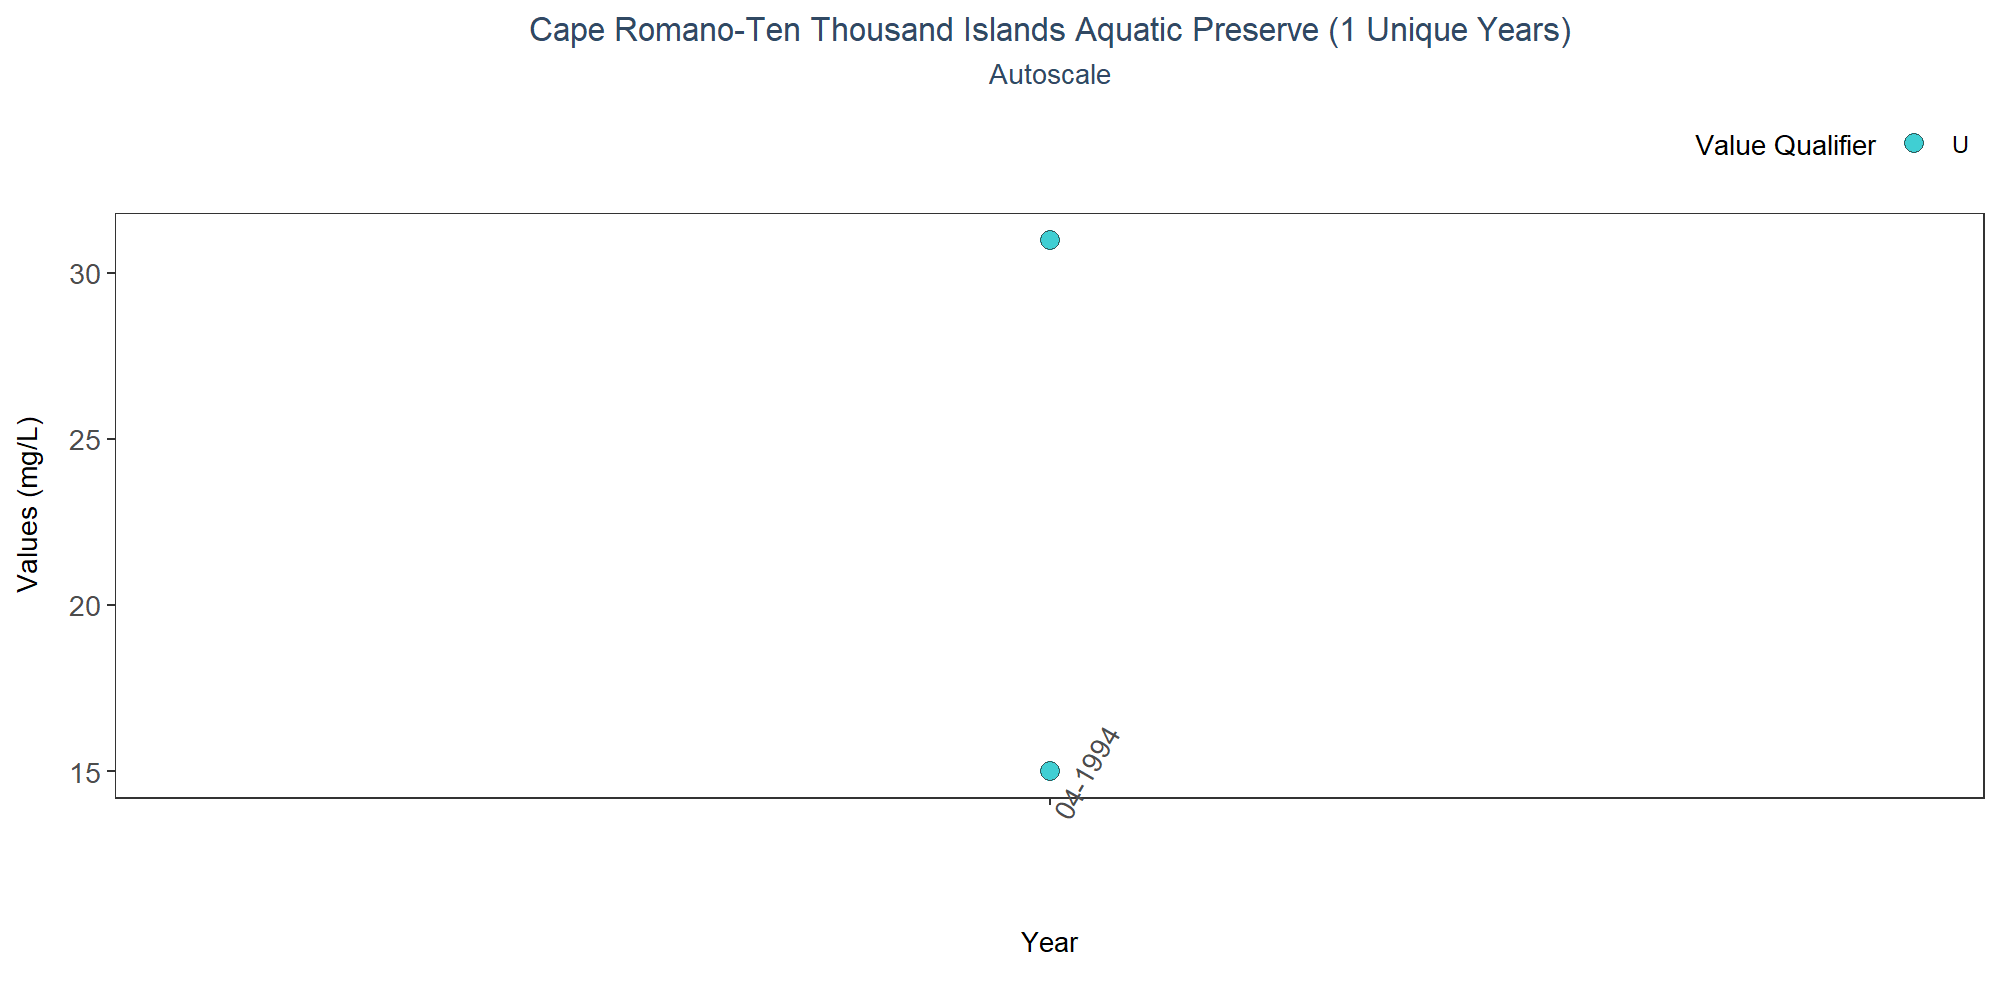 Cape Romano-Ten Thousand Islands Aquatic Preserve (1 Unique Years)
Autoscale
Value Qualifier U
30
25
20
15
Values (mg/L)
04-1994
Year